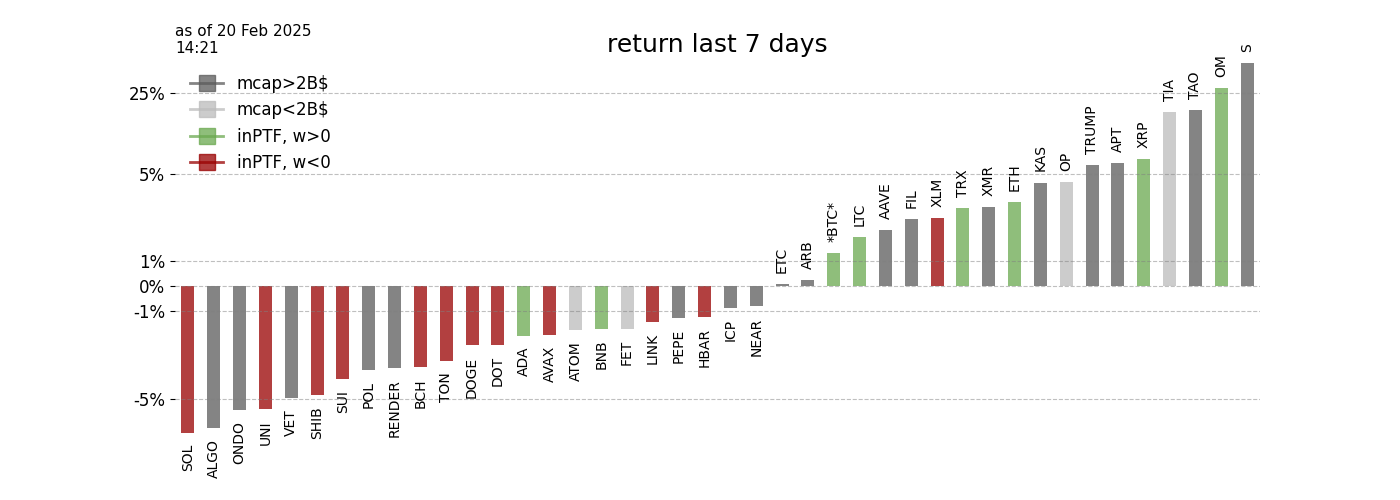 as of 20 Feb 2025
14:21
return last 7 days
mcap>2B$
mcap<2B$
inPTF, w>0
inPTF, w<0
25%
5%
1%
0%
-1%
-5%
SOL
ALGO
ONDO
UNI
VET
SHIB
SUI
POL
RENDER
BCH
TON
DOGE
DOT
ADA
AVAX
ATOM
BNB
FET
LINK
PEPE
HBAR
ICP
NEAR
ETC
ARB
*BTC*
LTC
AAVE
FIL
XLM
TRX
XMR
ETH
KAS
OP
TRUMP
APT
XRP
TIA
TAO
OM
S